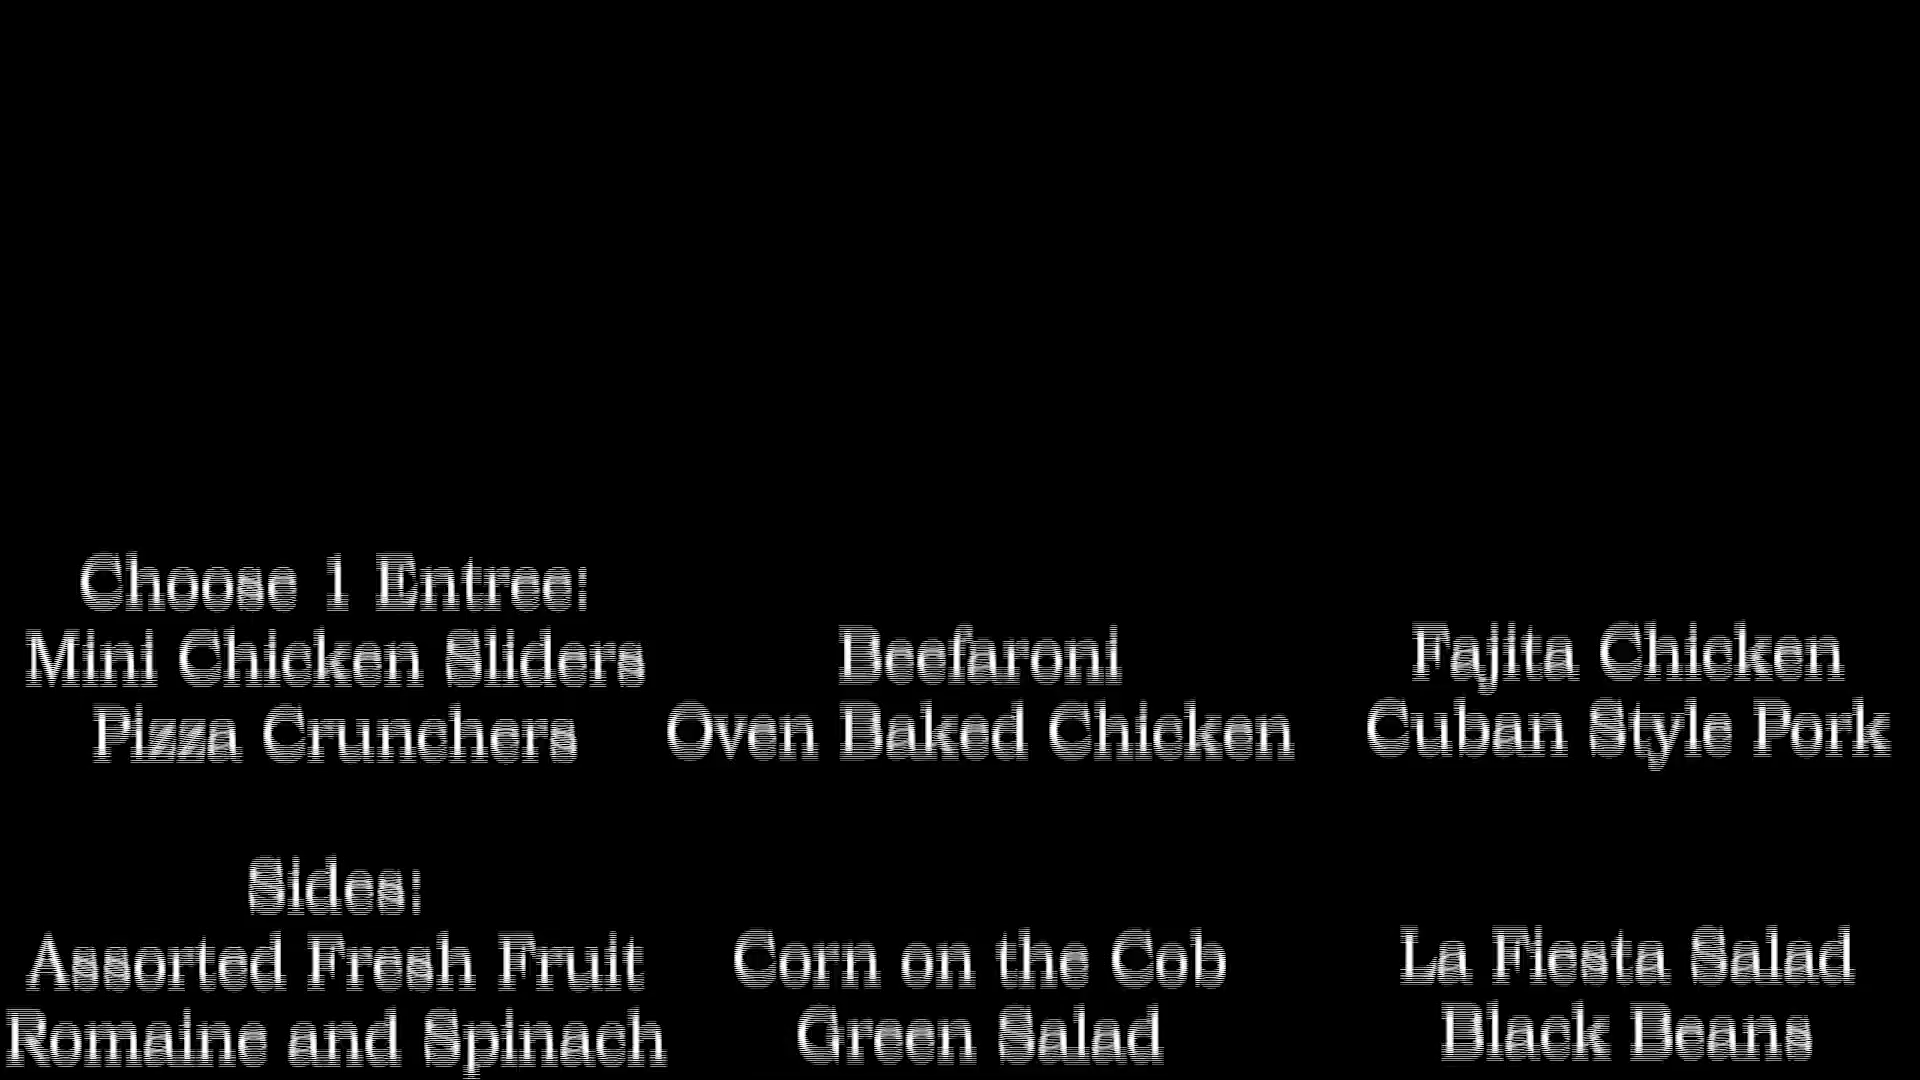 Choose 1 Entree:
Mini Chicken Sliders
Pizza Crunchers
Beefaroni
Oven Baked Chicken
Fajita Chicken
Cuban Style Pork
Sides:
Assorted Fresh Fruit
Romaine and Spinach
Corn on the Cob
Green Salad
La Fiesta Salad
Black Beans